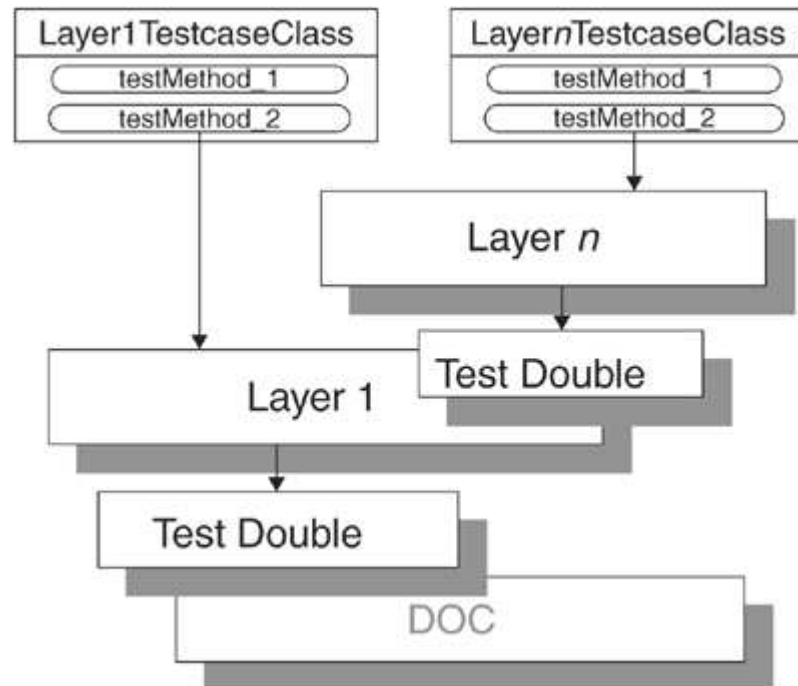 Layer1TestcaseClass
testMethod_1
testMethod_2
LayernTestcaseClass
testMethod_1
testMethod_2
Layer n
Test Double
Layer 1
Test Double
DOC